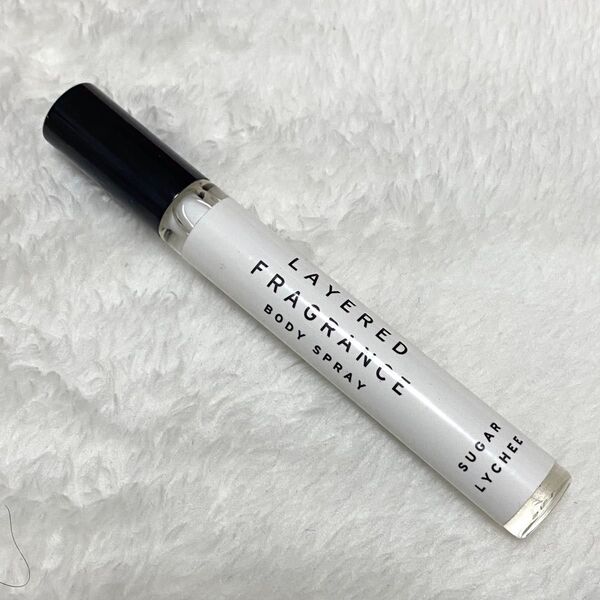 LAYERED
FRAGRANCE
BODY SPRAY
SUGAR
LYCHEE